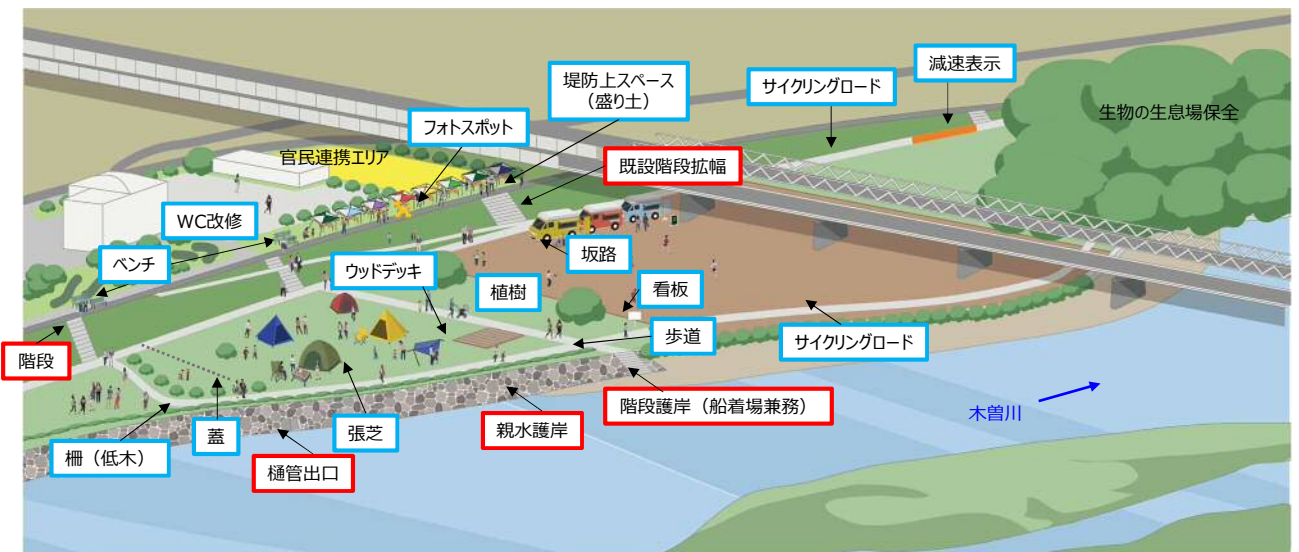 減速表示
堤防上スペース
（盛り土）
サイクリングロード
生物の生息場保全
フォトスポット
官民連携エリア
既設階段拡幅
WC改修
坂路
ベンチ
ウッドデッキ
植樹
看板
歩道
サイクリングロード
階段
階段護岸（船着場兼務）
木曽川
親水護岸
張芝
蓋
柵（低木）
樋管出口